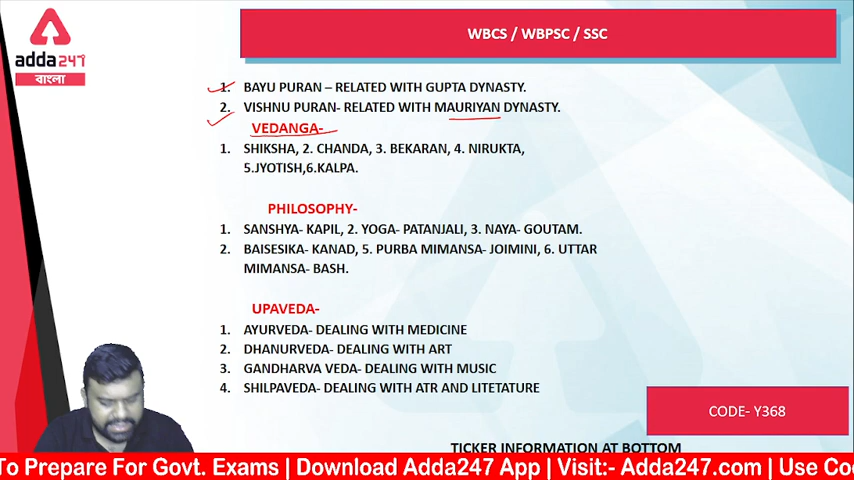 adda247
বাংলা
WBCS / WBPSC / SSC
1. BAYU PURAN – RELATED WITH GUPTA DYNASTY.
2. VISHNU PURAN- RELATED WITH MAURIYAN DYNASTY.
VEDANGA-
1. SHIKSHA, 2. CHANDA, 3. BEKARAN, 4. NIRUKTA,
5.JYOTISH,6.KALPA.
PHILOSOPHY-
1. SANSHYA- KAPIL, 2. YOGA- PATANJALI, 3. NAYA- GOUTAM.
2. BAISESIKA- KANAD, 5. PURBA MIMANSA- JOIMINI, 6. UTTAR
MIMANSA- BASH.
UPAVEDA-
1. AYURVEDA- DEALING WITH MEDICINE
2. DHANURVEDA- DEALING WITH ART
3. GANDHARVA VEDA- DEALING WITH MUSIC
4. SHILPAVEDA- DEALING WITH ATR AND LITETATURE
CODE- Y368
TICKER INFORMATION AT BOTTOM
To Prepare For Govt. Exams | Download Adda247 App | Visit:- Adda247.com | Use Co